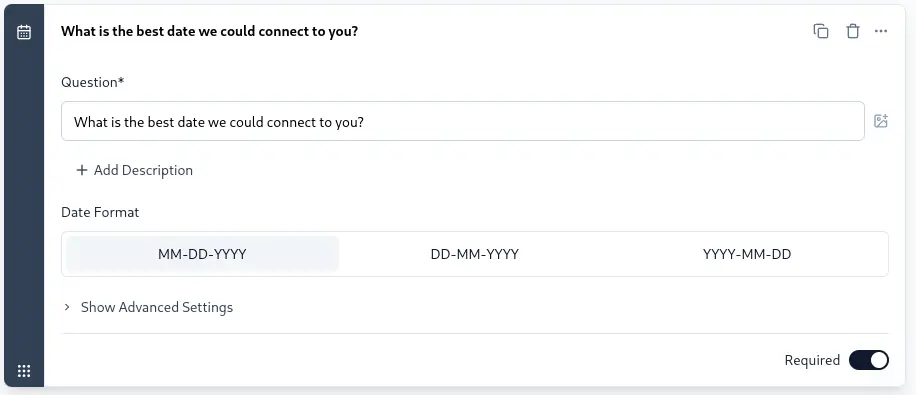 What is the best date we could connect to you?
Question*
What is the best date we could connect to you?
+ Add Description
Date Format
MM-DD-YYYY DD-MM-YYYY YYYY-MM-DD
Show Advanced Settings
Required